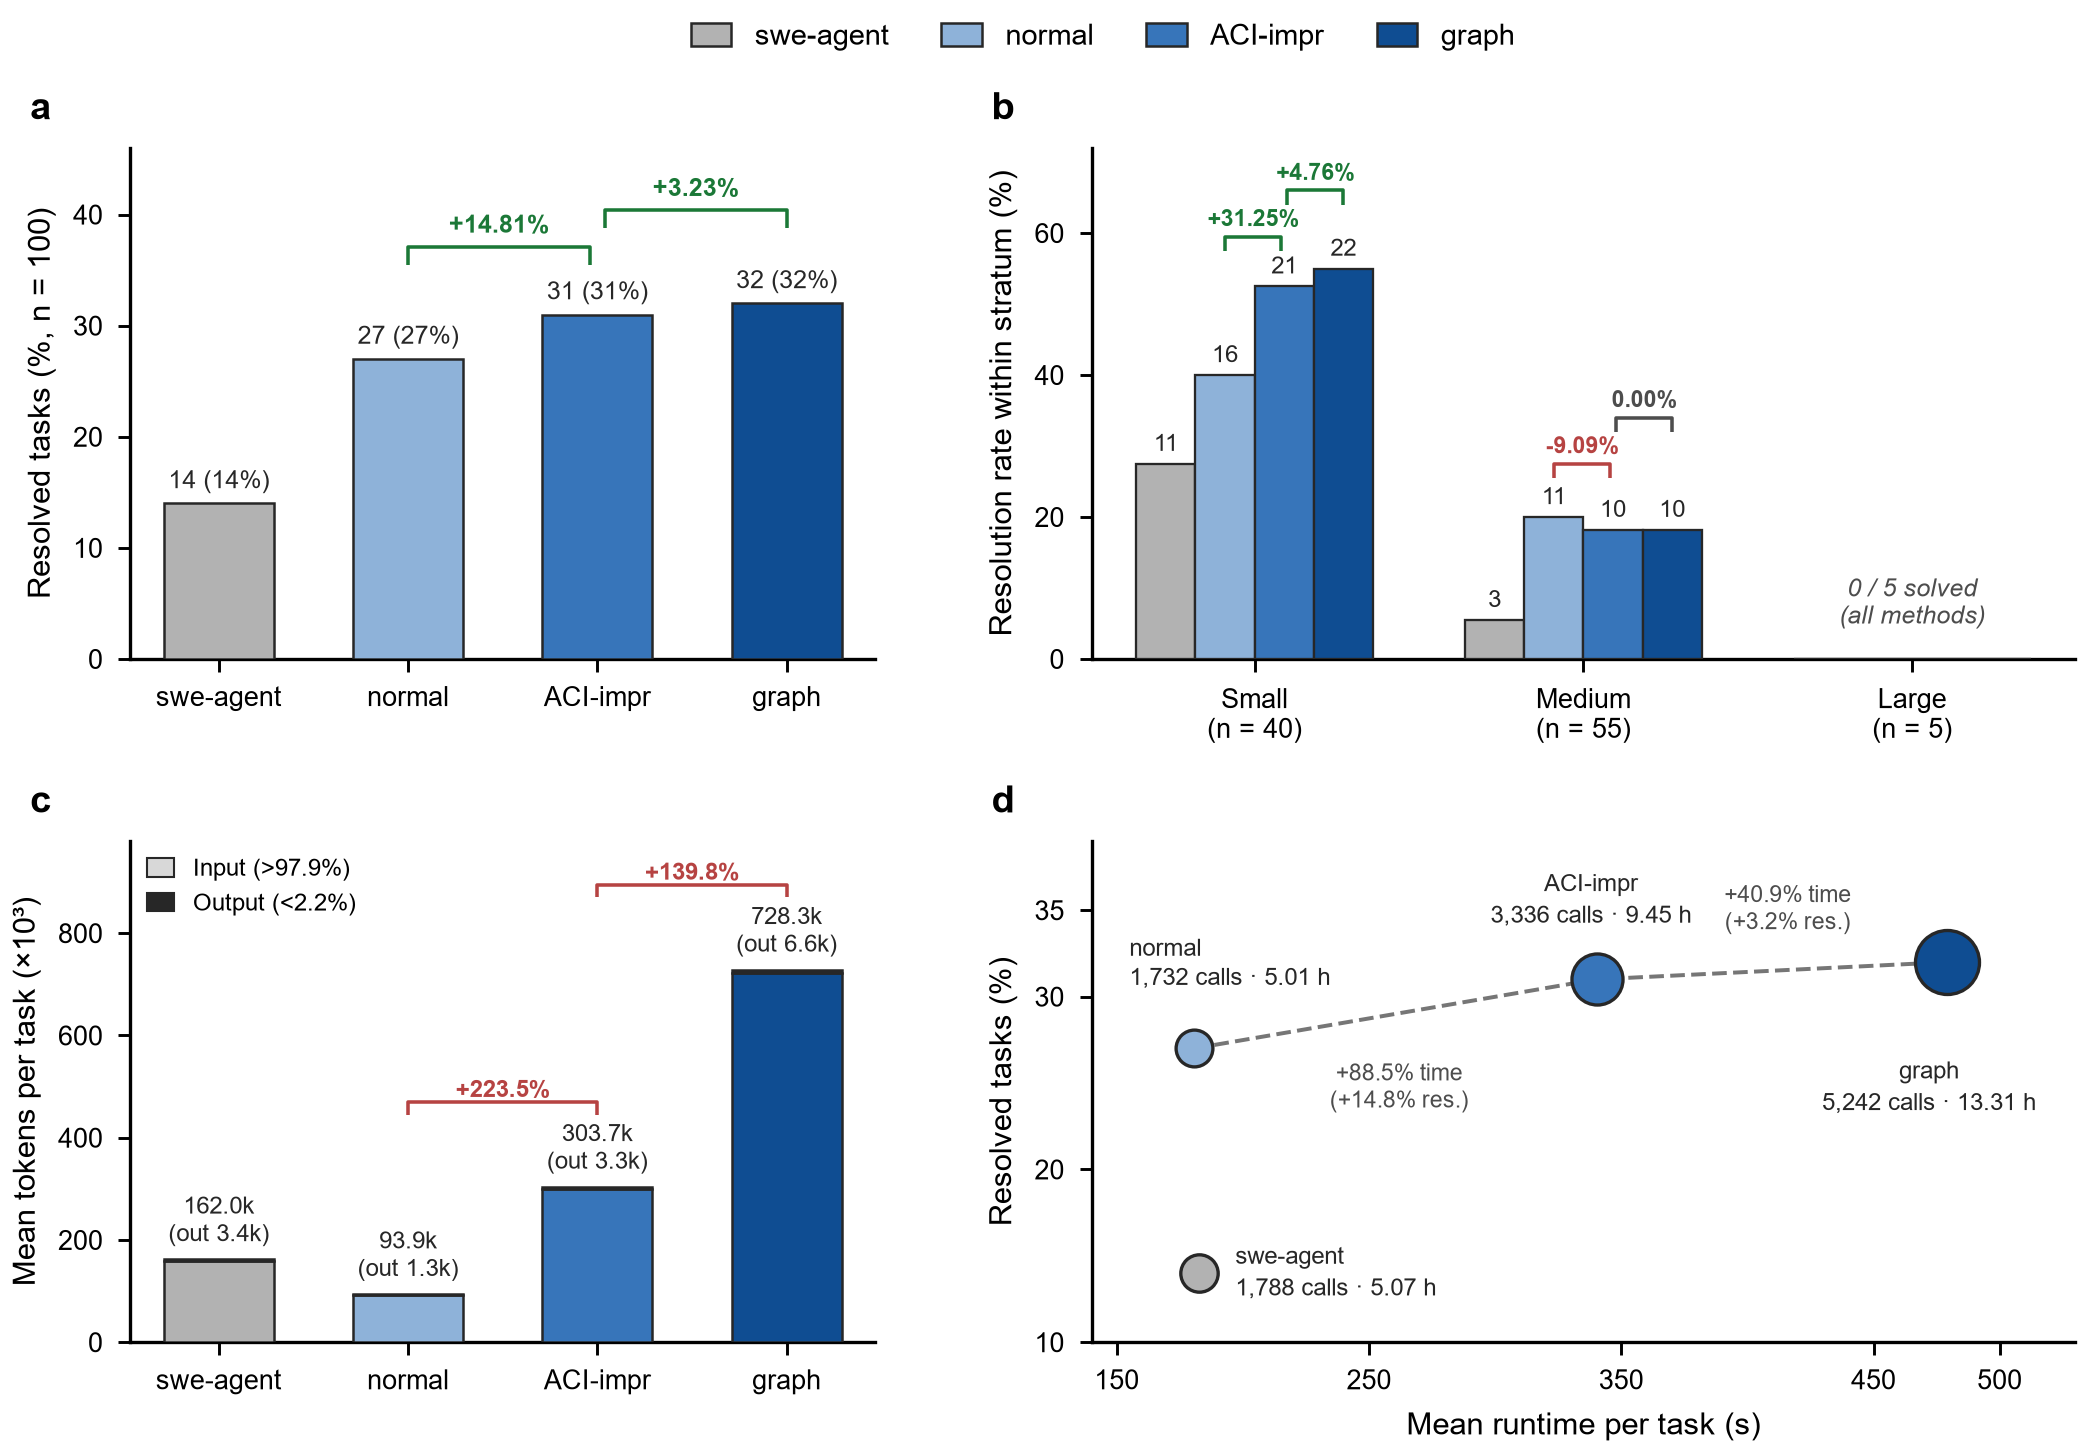 swe-agent normal ACI-impr graph
a
Resolved tasks (%, n = 100)
40
30
20
10
0
+14.81%
+3.23%
14 (14%)
27 (27%)
31 (31%)
32 (32%)
swe-agent normal ACI-impr graph
b
Resolution rate within stratum (%)
60
40
20
0
+4.76%
+31.25%
11
16
21
22
0.00%
-9.09%
3
11
10
10
0 / 5 solved
(all methods)
Small
(n = 40)
Medium
(n = 55)
Large
(n = 5)
c
Mean tokens per task (×10³)
800
600
400
200
0
Input (>97.9%)
Output (<2.2%)
+139.8%
+223.5%
162.0k
(out 3.4k)
93.9k
(out 1.3k)
303.7k
(out 3.3k)
728.3k
(out 6.6k)
swe-agent normal ACI-impr graph
d
Resolved tasks (%)
35
30
20
10
normal
1,732 calls · 5.01 h
ACI-impr
3,336 calls · 9.45 h
+40.9% time
(+3.2% res.)
+88.5% time
(+14.8% res.)
graph
5,242 calls · 13.31 h
swe-agent
1,788 calls · 5.07 h
150 250 350 450 500
Mean runtime per task (s)